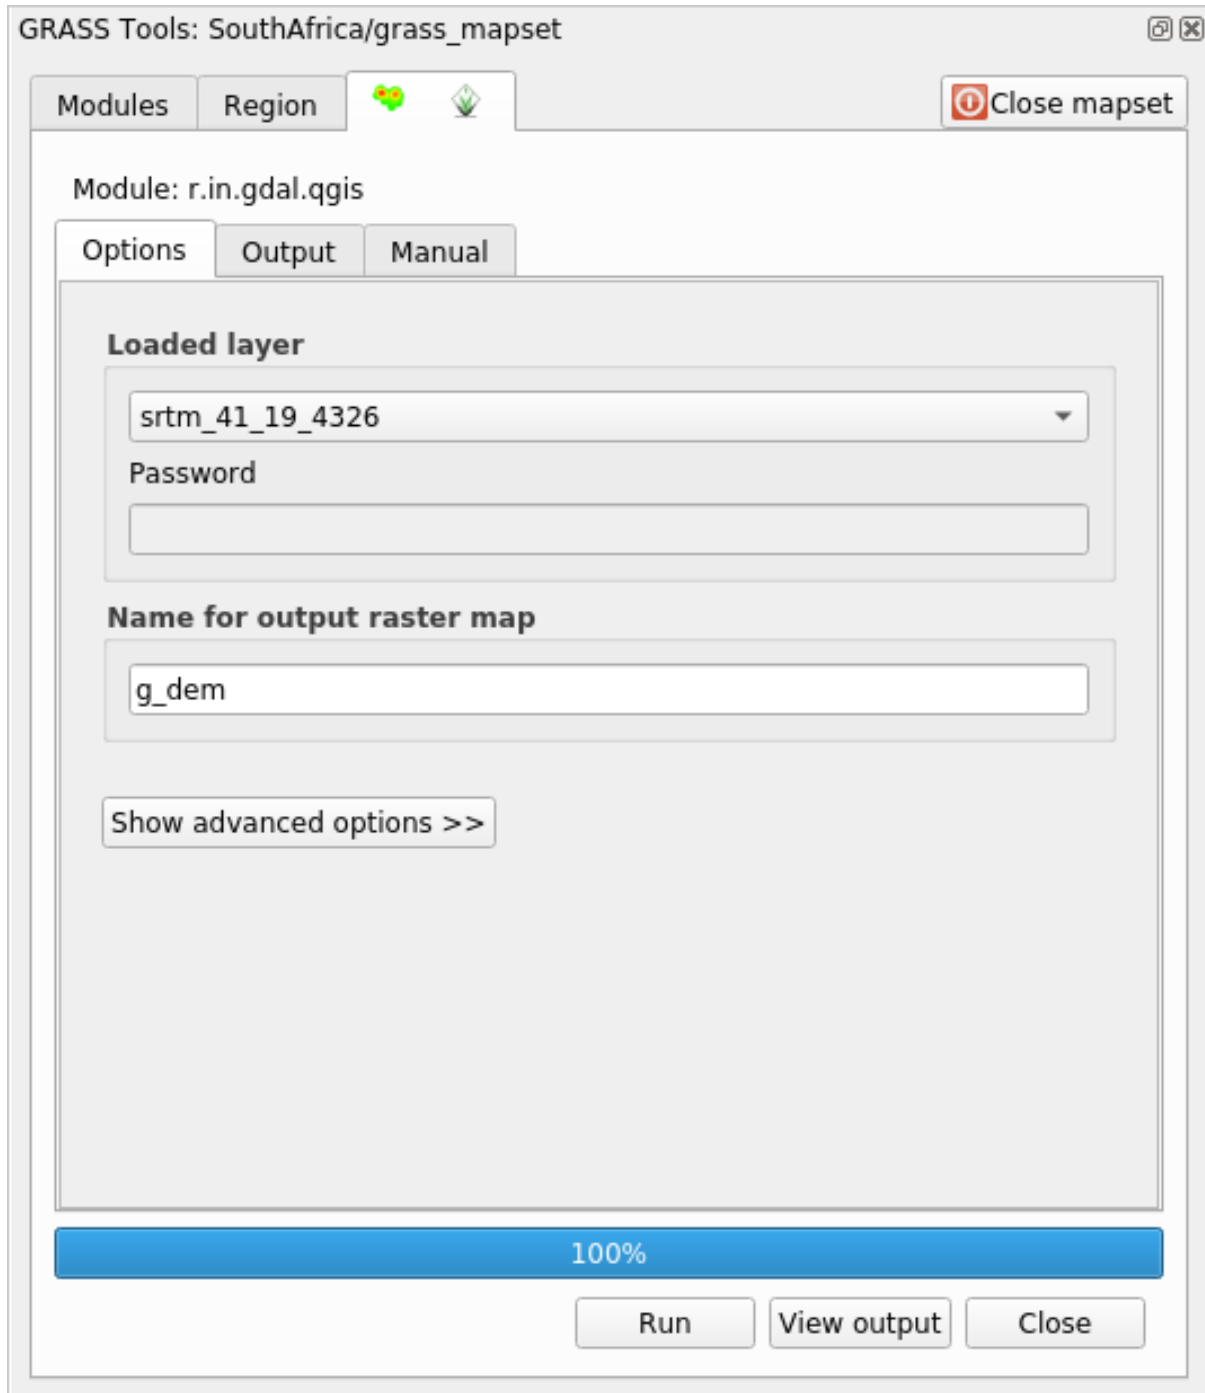 GRASS Tools: SouthAfrica/grass_mapset
Modules Region Close mapset
Module: r.in.gdal.qgis
Options Output Manual
Loaded layer
srtm_41_19_4326
Password
Name for output raster map
g_dem
Show advanced options >>
100%
Run View output Close